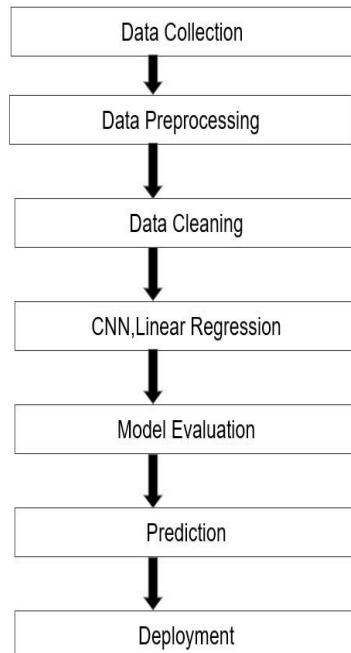 Data Collection
Data Preprocessing
Data Cleaning
CNN,Linear Regression
Model Evaluation
Prediction
Deployment